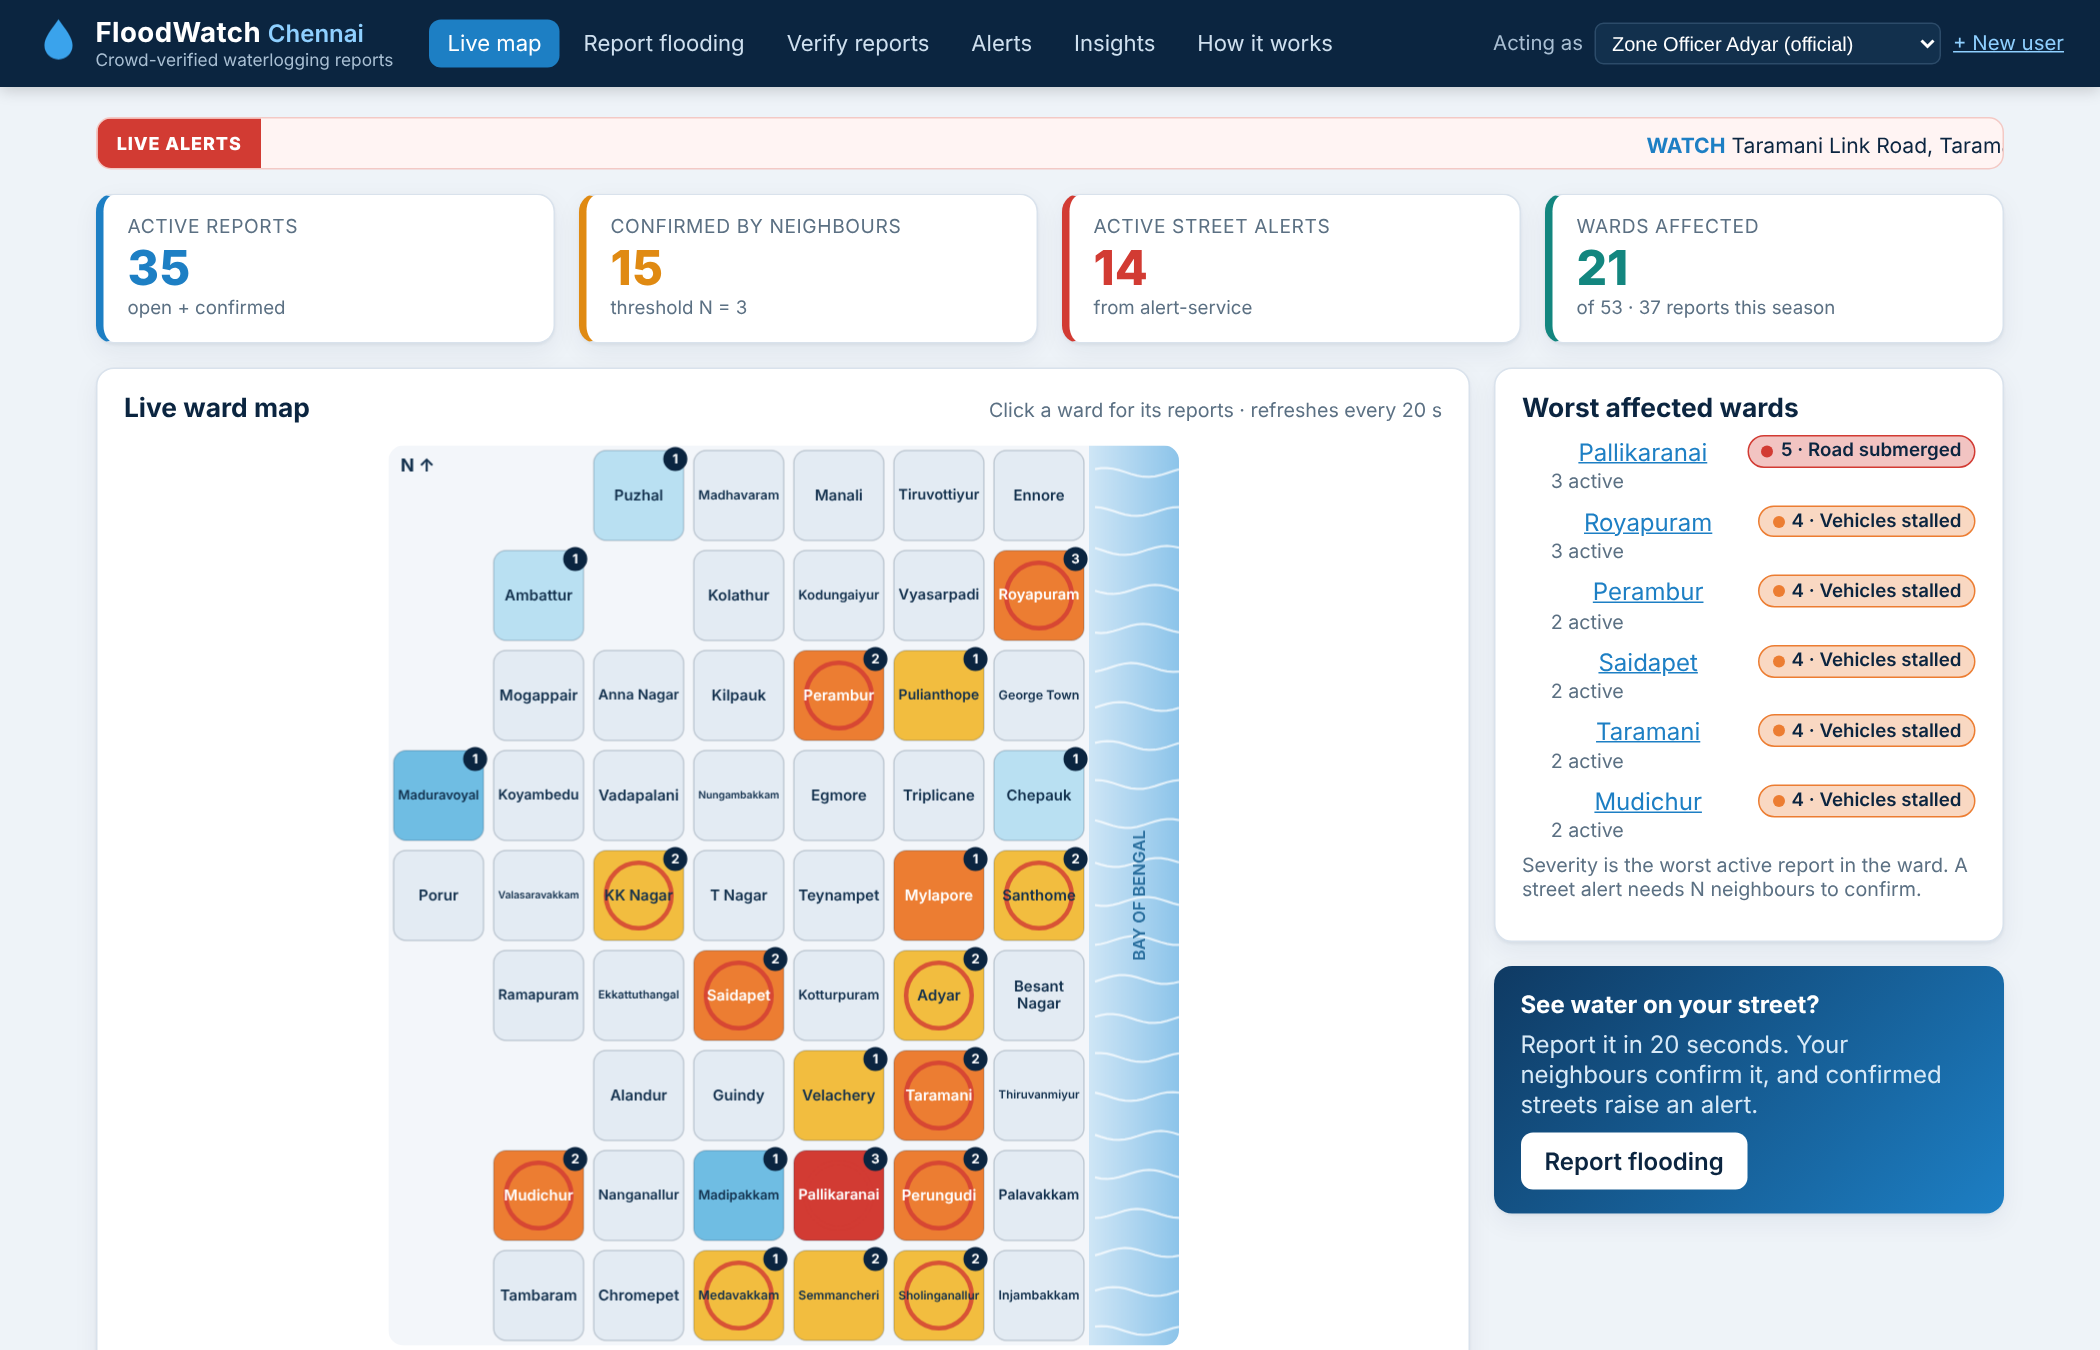 FloodWatch Chennai
Crowd-verified waterlogging reports
Live map
Report flooding
Verify reports
Alerts
Insights
How it works
Acting as
Zone Officer Adyar (official)
+ New user
LIVE ALERTS
WATCH Taramani Link Road, Taram
ACTIVE REPORTS
35
open + confirmed
CONFIRMED BY NEIGHBOURS
15
threshold N = 3
ACTIVE STREET ALERTS
14
from alert-service
WARDS AFFECTED
21
of 53 · 37 reports this season
Live ward map
Click a ward for its reports · refreshes every 20 s
N ↑
Puzhal 1
Madhavaram
Manali
Tiruvottiyur
Ennore
Ambattur 1
Kolathur
Kodungaiyur
Vyasarpadi
Royapuram 3
Mogappair
Anna Nagar
Kilpauk
Perambur 2
Pulianthope 1
George Town
Maduravoyal 1
Koyambedu
Vadapalani
Nungambakkam
Egmore
Triplicane
Chepauk 1
Porur
Valasaravakkam
KK Nagar 2
T Nagar
Teynampet
Mylapore 1
Santhome 2
Ramapuram
Ekkattuthangal
Saidapet 2
Kotturpuram
Adyar 2
Besant
Nagar
Alandur
Guindy
Velachery 1
Taramani 2
Thiruvanmiyur
Mudichur 2
Nanganallur
Madipakkam 1
Pallikaranai 3
Perungudi 2
Palavakkam
Tambaram
Chromepet
Medavakkam 1
Semmancheri 2
Sholinganallur 2
Injambakkam
BAY OF BENGAL
Worst affected wards
Pallikaranai
5 · Road submerged
3 active
Royapuram
4 · Vehicles stalled
3 active
Perambur
4 · Vehicles stalled
2 active
Saidapet
4 · Vehicles stalled
2 active
Taramani
4 · Vehicles stalled
2 active
Mudichur
4 · Vehicles stalled
2 active
Severity is the worst active report in the ward. A
street alert needs N neighbours to confirm.
See water on your street?
Report it in 20 seconds. Your
neighbours confirm it, and confirmed
streets raise an alert.
Report flooding